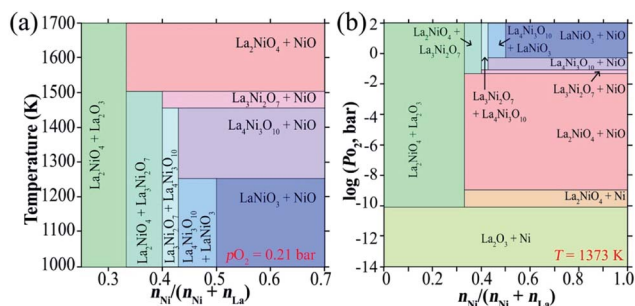 (a)
Temperature (K)
1700
1600
1500
1400
1300
1200
1100
1000
La2NiO4 + La2O3
La2NiO4 + NiO
La3Ni2O7 + NiO
La4Ni3O10 + NiO
LaNiO3 + NiO
La2NiO4 + La3Ni2O7
La3Ni2O7 + La4Ni3O10
La4Ni3O10
+ LaNiO3
pO2 = 0.21 bar
0.3
0.4
0.5
0.6
0.7
nNi/(nNi + nLa)
(b)
log (Po2, bar)
2
0
-2
-4
-6
-8
-10
-12
-14
La2NiO4 +
La3Ni2O7
La4Ni3O10
+ LaNiO3
LaNiO3 + NiO
La4Ni3O10 + NiO
La3Ni2O7 + NiO
La3Ni2O7
+ La4Ni3O10
La2NiO4 + La2O3
La2NiO4 + NiO
La2NiO4 + Ni
La2O3 + Ni
T = 1373 K
0
0.2
0.4
0.6
0.8
1.0
nNi/(nNi + nLa)